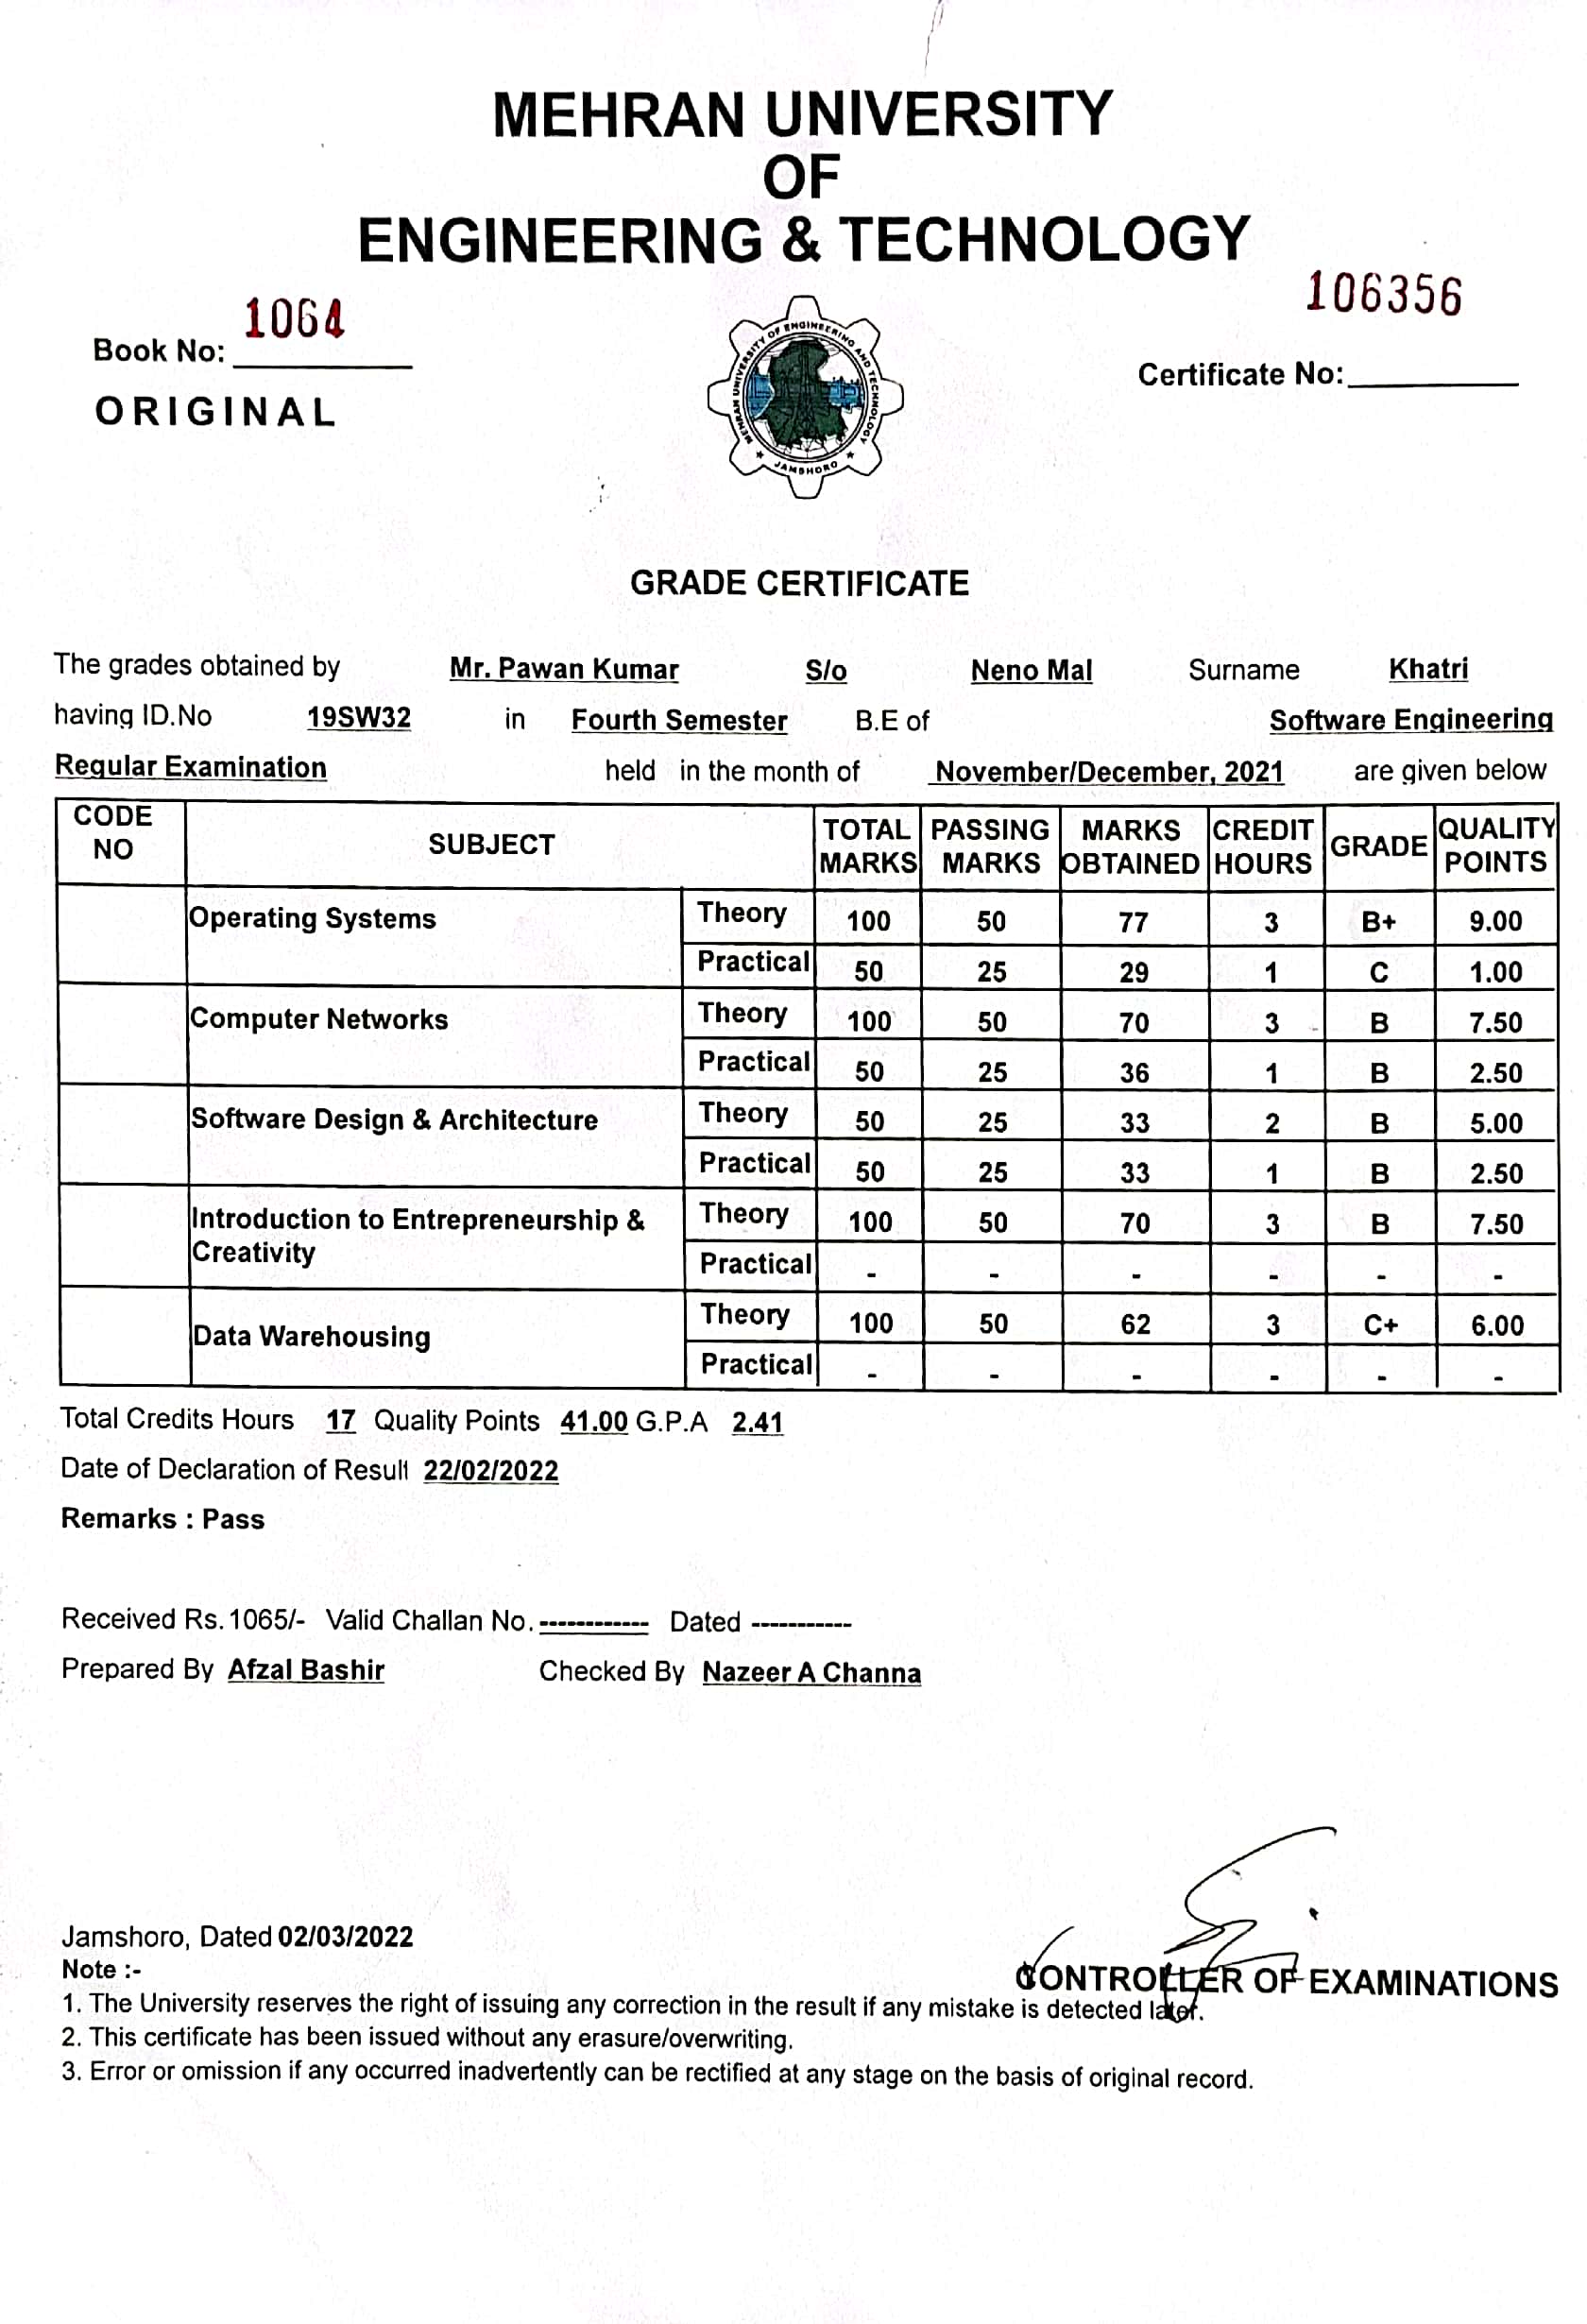 MEHRAN UNIVERSITY
OF
ENGINEERING & TECHNOLOGY
Book No: 1064
Certificate No: 106356
ORIGINAL
MEHRAN UNIVERSITY OF ENGINEERING AND TECHNOLOGY
JAMSHORO
GRADE CERTIFICATE
The grades obtained by Mr. Pawan Kumar S/o Neno Mal Surname Khatri
having ID.No 19SW32 in Fourth Semester B.E of Software Engineering
Regular Examination held in the month of November/December, 2021 are given below
CODE NO SUBJECT TOTAL MARKS PASSING MARKS MARKS OBTAINED CREDIT HOURS GRADE QUALITY POINTS
Operating Systems Theory 100 50 77 3 B+ 9.00
Practical 50 25 29 1 C 1.00
Computer Networks Theory 100 50 70 3 B 7.50
Practical 50 25 36 1 B 2.50
Software Design & Architecture Theory 50 25 33 2 B 5.00
Practical 50 25 33 1 B 2.50
Introduction to Entrepreneurship & Creativity Theory 100 50 70 3 B 7.50
Practical - - - - - -
Data Warehousing Theory 100 50 62 3 C+ 6.00
Practical - - - - - -
Total Credits Hours 17 Quality Points 41.00 G.P.A 2.41
Date of Declaration of Result 22/02/2022
Remarks : Pass
Received Rs.1065/- Valid Challan No. ------------ Dated -----------
Prepared By Afzal Bashir Checked By Nazeer A Channa
Jamshoro, Dated 02/03/2022
CONTROLLER OF EXAMINATIONS
Note :-
1. The University reserves the right of issuing any correction in the result if any mistake is detected later.
2. This certificate has been issued without any erasure/overwriting.
3. Error or omission if any occurred inadvertently can be rectified at any stage on the basis of original record.